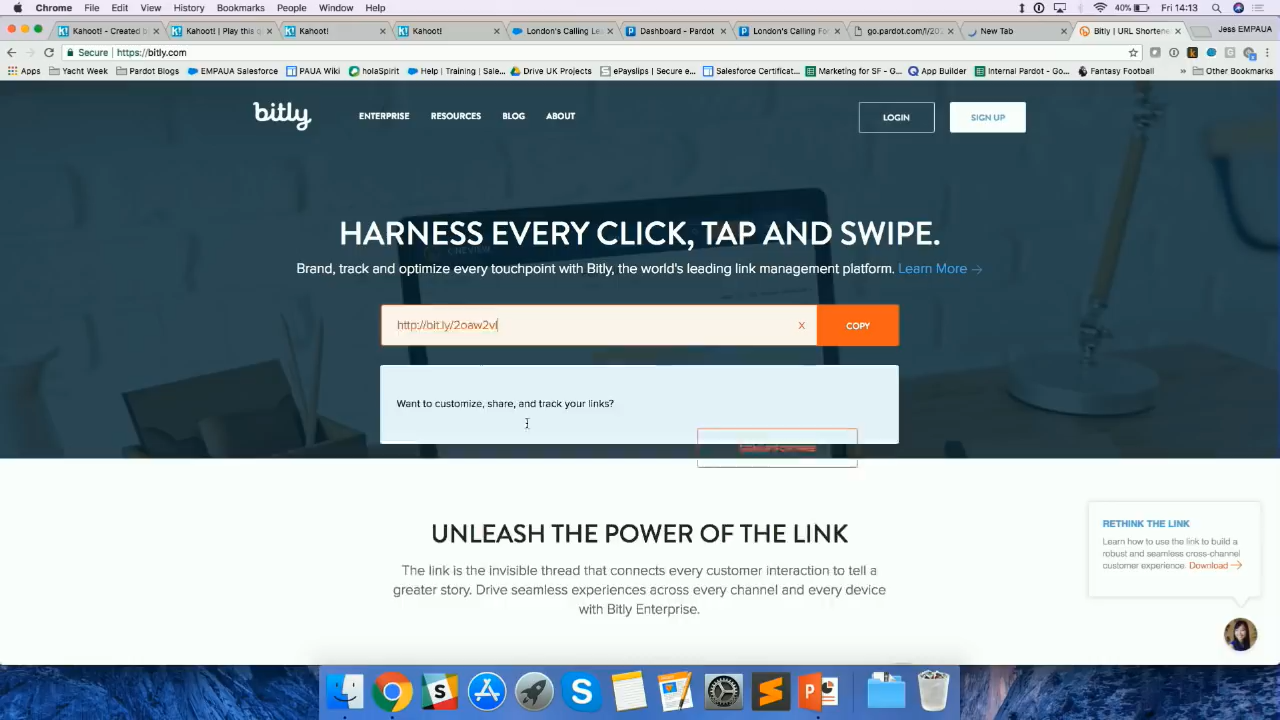 Chrome File Edit View History Bookmarks People Window Help 40% Fri 14:13
Kahoot! - Created b Kahoot! | Play this q Kahoot! Kahoot! London's Calling Le Dashboard - Pardot London's Calling Fo go.pardot.com/l/20 New Tab Bitly | URL Shortene Jess EMPAUA
Secure https://bitly.com
Apps Yacht Week Pardot Blogs EMPAUA Salesforce PAUA Wiki holaSpirit Help | Training | Sale... Drive UK Projects ePayslips | Secure e... Salesforce Certificat... Marketing for SF - G... App Builder Internal Pardot - Go... Fantasy Football » Other Bookmarks
bitly ENTERPRISE RESOURCES BLOG ABOUT LOGIN SIGN UP
HARNESS EVERY CLICK, TAP AND SWIPE.
Brand, track and optimize every touchpoint with Bitly, the world's leading link management platform. Learn More →
X COPY
Want to customize, share, and track your links?
UNLEASH THE POWER OF THE LINK
The link is the invisible thread that connects every customer interaction to tell a
greater story. Drive seamless experiences across every channel and every device
with Bitly Enterprise.
RETHINK THE LINK
Learn how to use the link to build a
robust and seamless cross-channel
customer experience. Download →